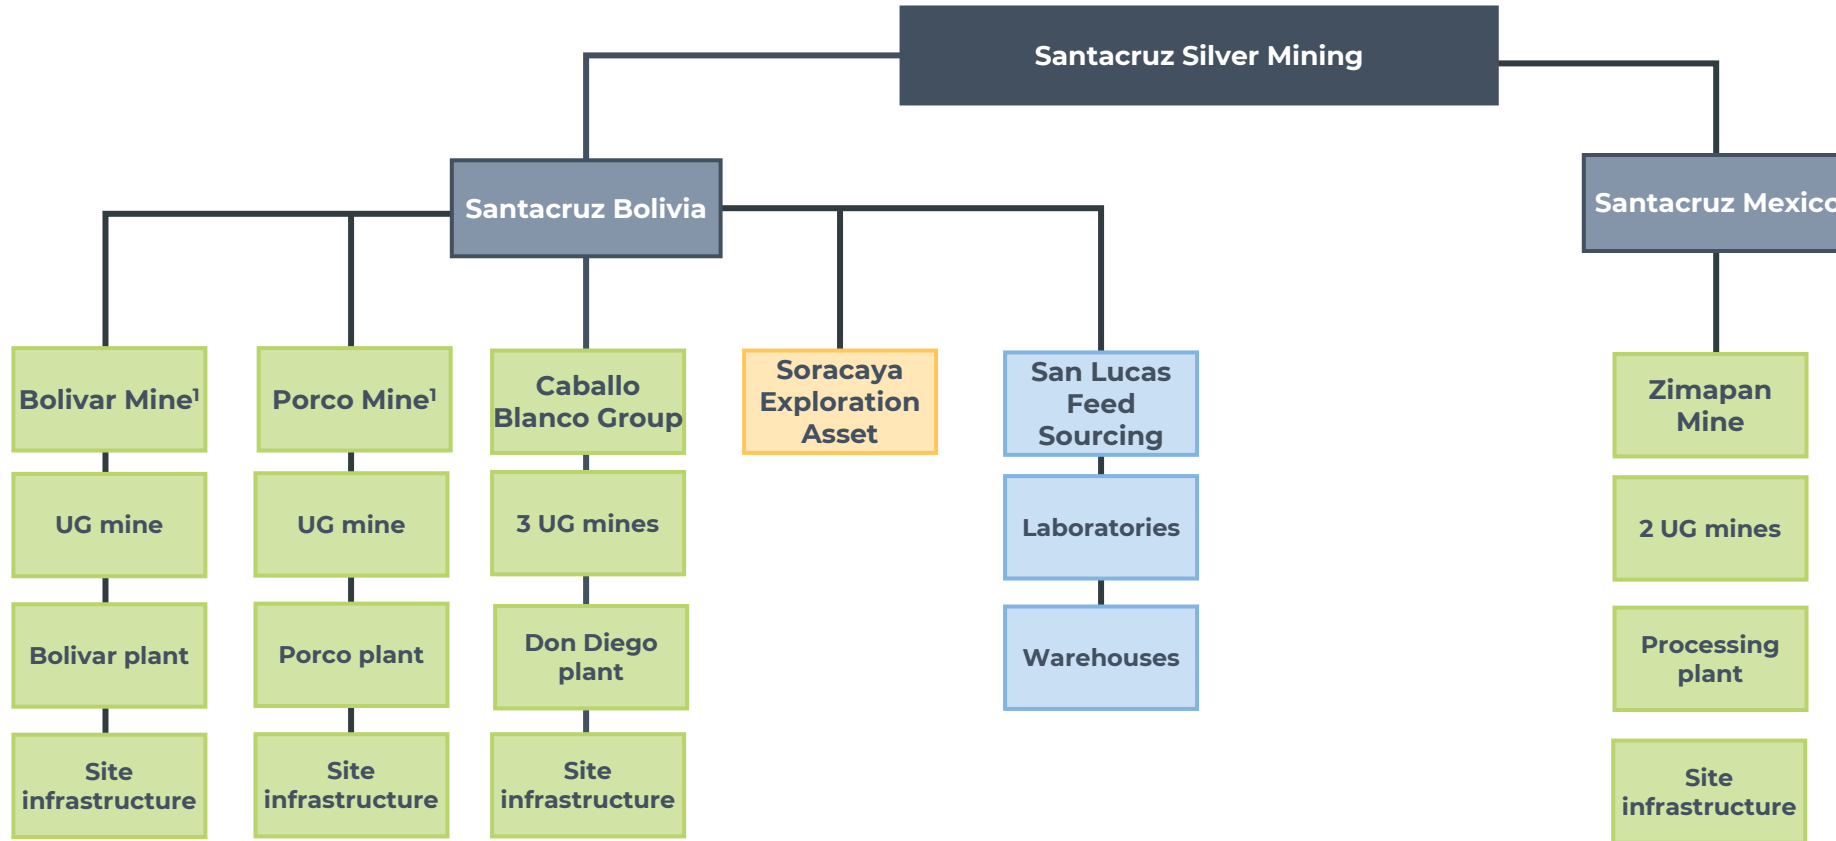 Santacruz Silver Mining
Santacruz Bolivia
Santacruz Mexico
Bolivar Mine¹
Porco Mine¹
Caballo
Blanco Group
Soracaya
Exploration
Asset
San Lucas
Feed
Sourcing
Zimapan
Mine
UG mine
UG mine
3 UG mines
Laboratories
2 UG mines
Bolivar plant
Porco plant
Don Diego
plant
Warehouses
Processing
plant
Site
infrastructure
Site
infrastructure
Site
infrastructure
Site
infrastructure